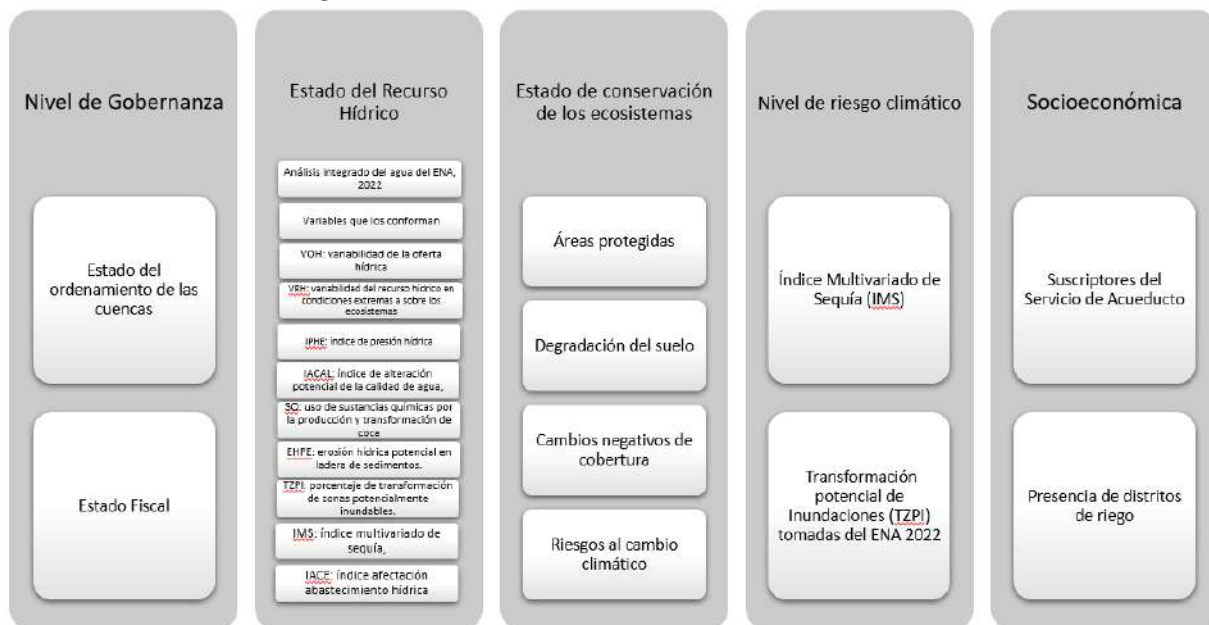 Nivel de Gobernanza
Estado del
ordenamiento de las
cuencas
Estado Fiscal
Estado del Recurso
Hídrico
Análisis integrado del agua del ENA,
2022
Variables que los conforman
VOH: variabilidad de la oferta
hídrica
VRH: variabilidad del recurso hídrico en
condiciones extremas a sobre los
ecosistemas
IPHE: índice de presión hídrica
IACAL: índice de alteración
potencial de la calidad de agua,
SQ: uso de sustancias químicas por
la producción y transformación de
coca
EHPE: erosión hídrica potencial en
ladera de sedimentos.
TZPI: porcentaje de transformación
de zonas potencialmente
inundables.
IMS: índice multivariado de
sequía,
IACE: índice afectación
abastecimiento hídrica
Estado de conservación
de los ecosistemas
Áreas protegidas
Degradación del suelo
Cambios negativos de
cobertura
Riesgos al cambio
climático
Nivel de riesgo climático
Índice Multivariado de
Sequía (IMS)
Transformación
potencial de
Inundaciones (TZPI)
tomadas del ENA 2022
Socioeconómica
Suscriptores del
Servicio de Acueducto
Presencia de distritos
de riego